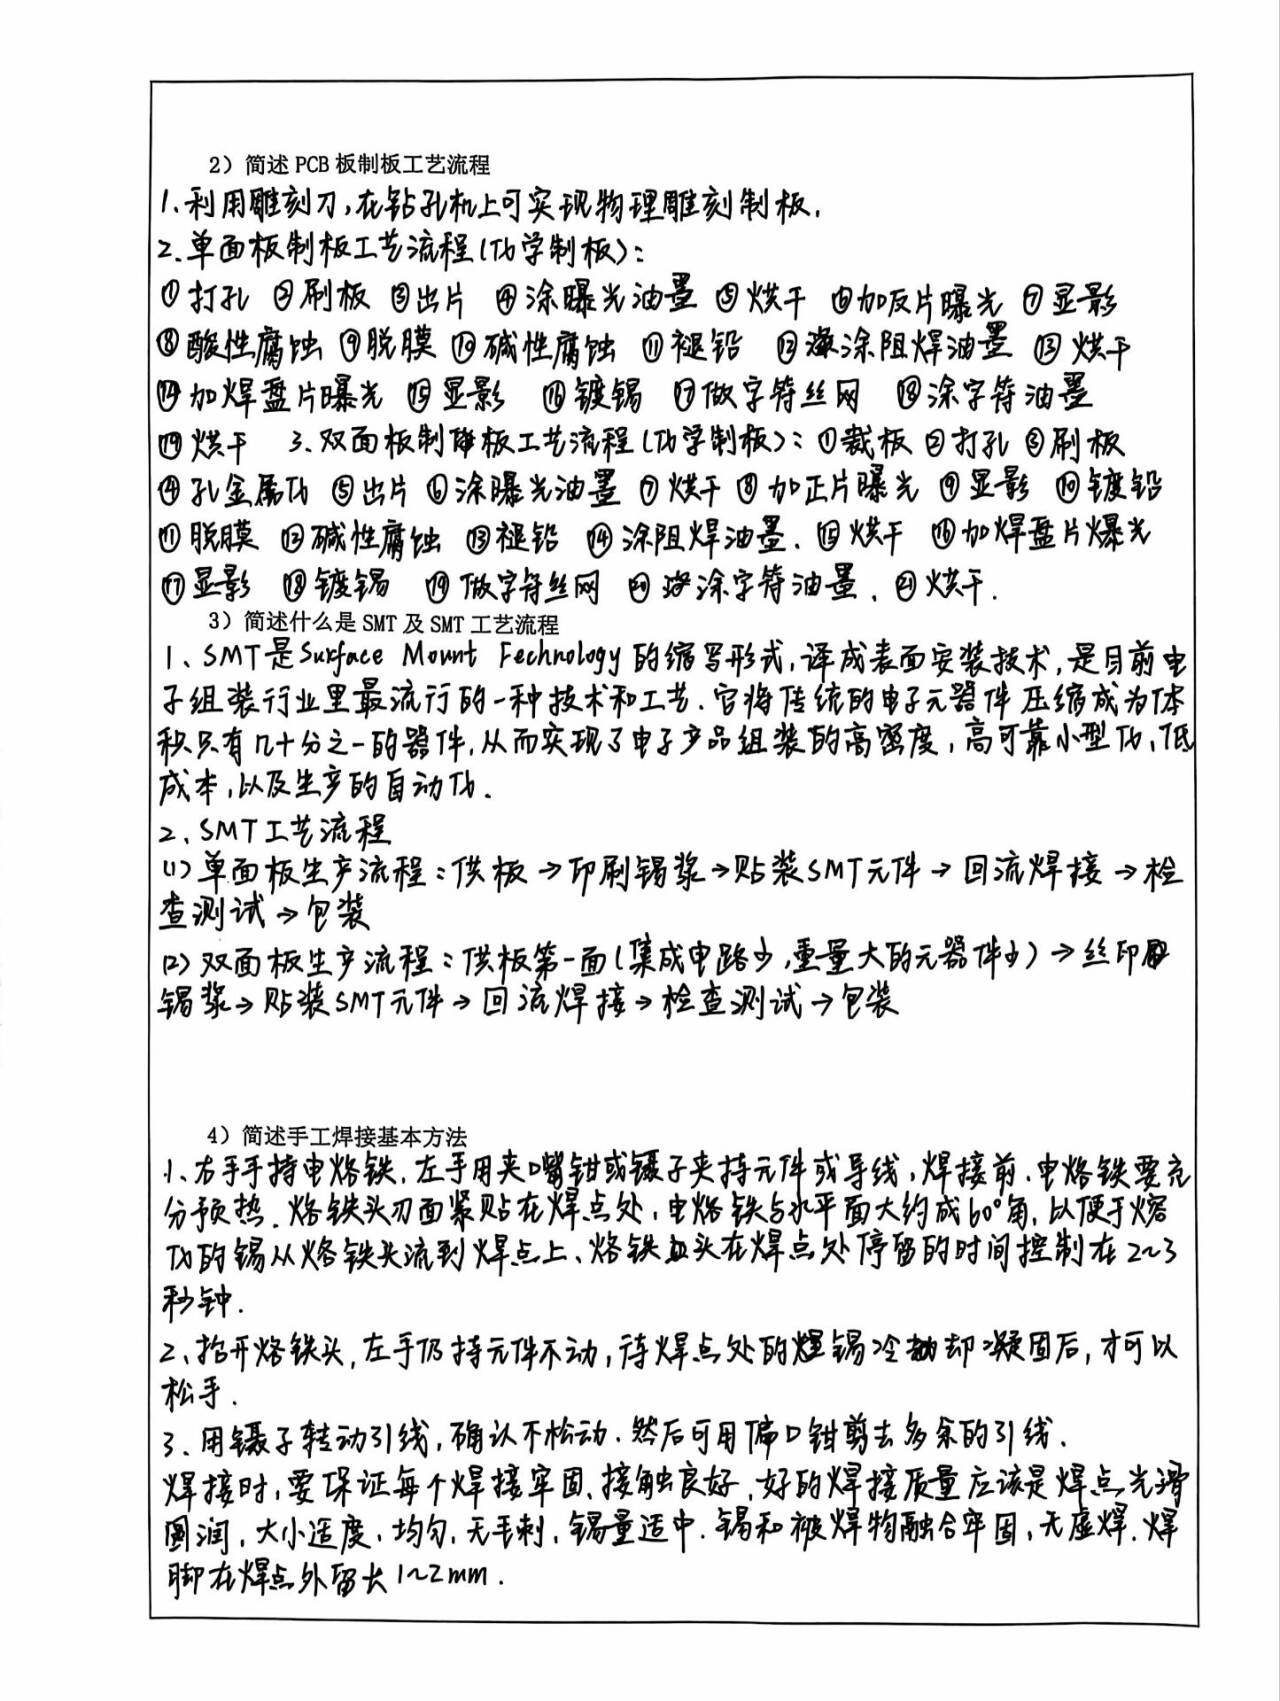 2）简述 PCB 板制板工艺流程
1、利用雕刻刀,在钻孔机上可实现物理雕刻制板.
2、单面板制板工艺流程(化学制板):
①打孔 ②刷板 ③出片 ④涂曝光油墨 ⑤烘干 ⑥加反片曝光 ⑦显影
⑧酸性腐蚀 ⑨脱膜 ⑩碱性腐蚀 ⑪褪铅 ⑫涂阻焊油墨 ⑬烘干
⑭加焊盘片曝光 ⑮显影 ⑯镀锡 ⑰做字符丝网 ⑱涂字符油墨
⑲烘干 3、双面板制板工艺流程(化学制板):①裁板 ②打孔 ③刷板
④孔金属化 ⑤出片 ⑥涂曝光油墨 ⑦烘干 ⑧加正片曝光 ⑨显影 ⑩镀铅
⑪脱膜 ⑫碱性腐蚀 ⑬褪铅 ⑭涂阻焊油墨. ⑮烘干 ⑯加焊盘片爆光
⑰显影 ⑱镀锡 ⑲做字符丝网 ⑳涂字符油墨. ㉑烘干.
3）简述什么是 SMT 及 SMT 工艺流程
1、SMT是Surface Mount Fechnology的缩写形式,译成表面安装技术,是目前电
子组装行业里最流行的一种技术和工艺.它将传统的电子元器件压缩成为体
积只有几十分之一的器件,从而实现了电子产品组装的高密度,高可靠小型化、低
成本,以及生产的自动化.
2、SMT工艺流程
(1)单面板生产流程:供板→印刷锡浆→贴装SMT元件→回流焊接→检
查测试→包装
(2)双面板生产流程:供板第一面(集成电路少,重量大的元器件少)→丝印
锡浆→贴装SMT元件→回流焊接→检查测试→包装
4）简述手工焊接基本方法
1、右手手持电烙铁.左手用夹嘴钳或镊子夹持元件或导线,焊接前.电烙铁要充
分预热.烙铁头刃面紧贴在焊点处,电烙铁与水平面大约成60°角,以便于熔
化的锡从烙铁头流到焊点上、烙铁头在焊点处停留的时间控制在2~3
秒钟.
2、抬开烙铁头,左手仍持元件不动,待焊点处的锡冷却凝固后,才可以
松手.
3、用镊子转动引线,确认不松动.然后可用偏口钳剪去多余的引线.
焊接时,要保证每个焊接牢固、接触良好.好的焊接质量应该是焊点光滑
圆润,大小适度,均匀,无毛刺,锡量适中.锡和被焊物融合牢固,无虚焊.焊
脚在焊点外留长1~2mm.